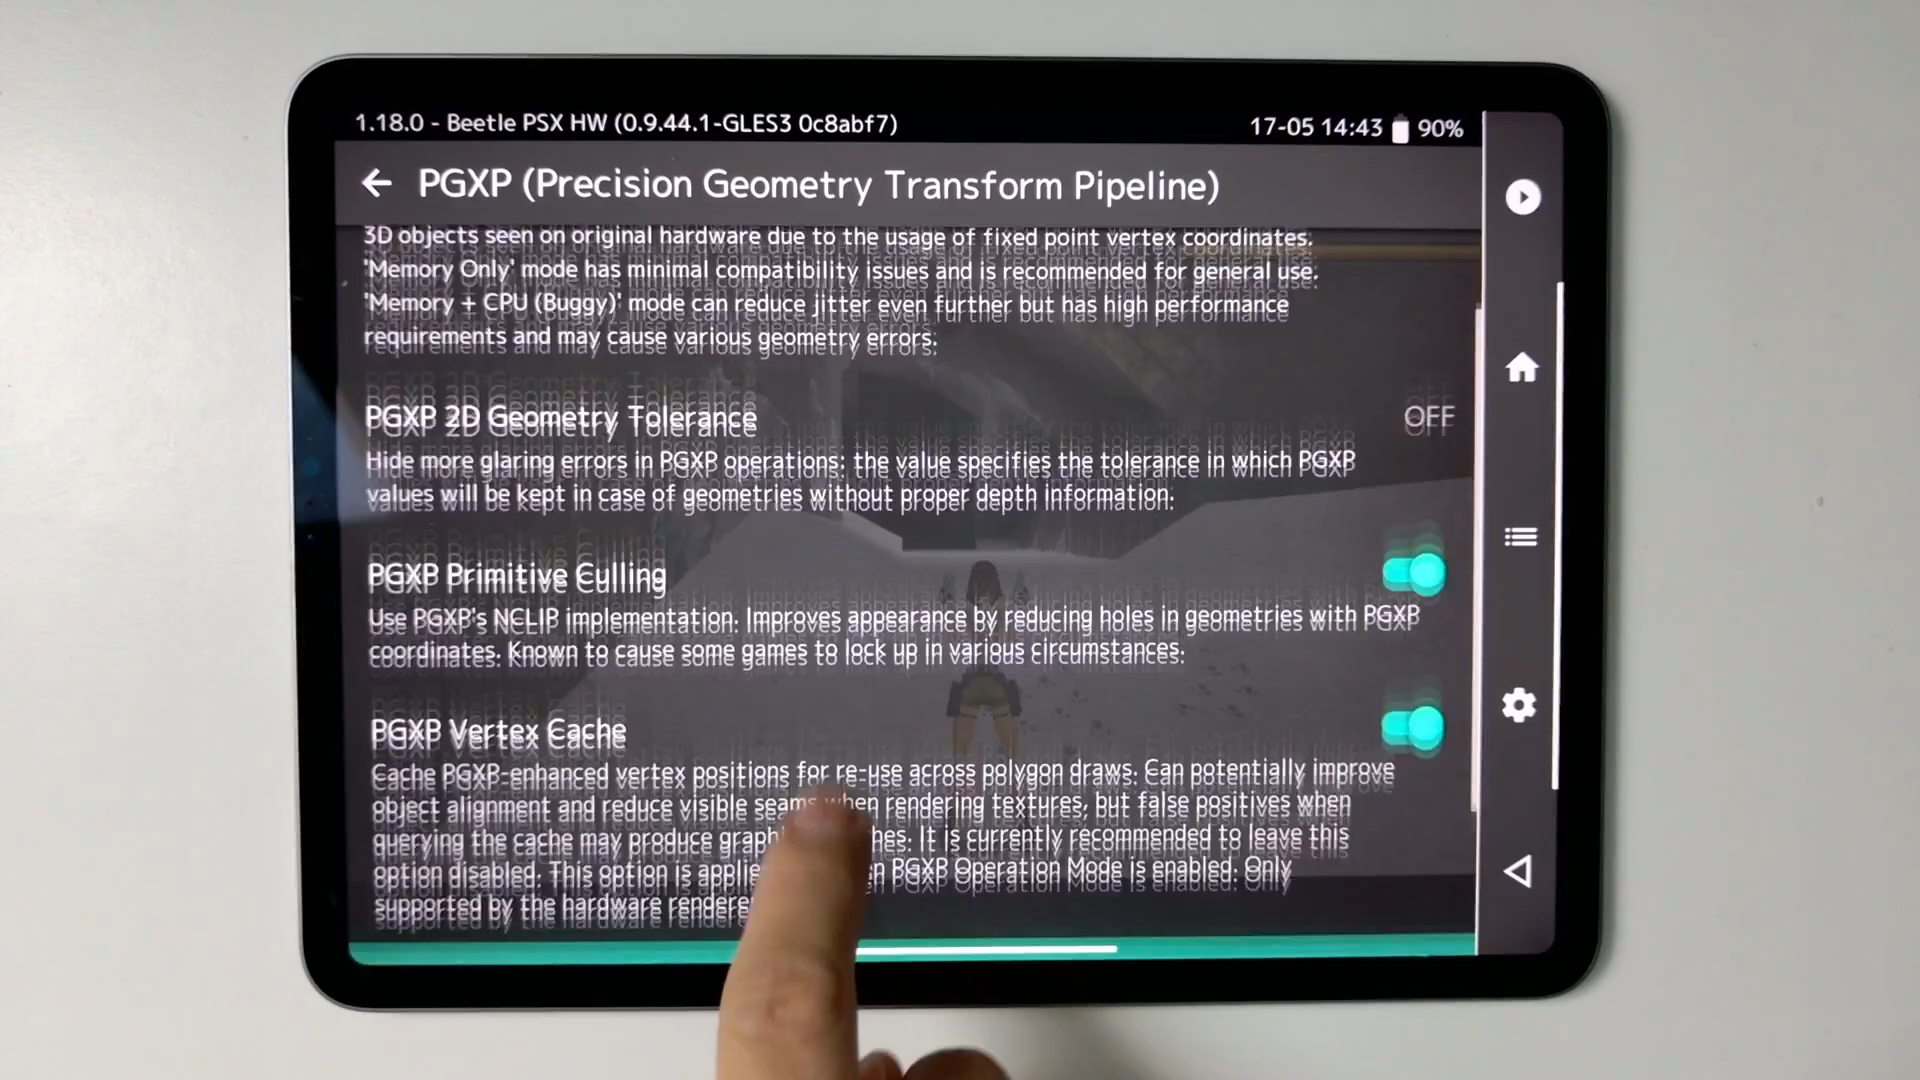 1.18.0 - Beetle PSX HW (0.9.44.1-GLES3 0c8abf7)
17-05 14:43 90%
PGXP (Precision Geometry Transform Pipeline)
3D objects seen on original hardware due to the usage of fixed point vertex coordinates.
'Memory Only' mode has minimal compatibility issues and is recommended for general use.
'Memory + CPU (Buggy)' mode can reduce jitter even further but has high performance
requirements and may cause various geometry errors.
PGXP 2D Geometry Tolerance
OFF
Hide more glaring errors in PGXP operations: the value specifies the tolerance in which PGXP
values will be kept in case of geometries without proper depth information.
PGXP Primitive Culling
Use PGXP's NCLIP implementation. Improves appearance by reducing holes in geometries with PGXP
coordinates. Known to cause some games to lock up in various circumstances.
PGXP Vertex Cache
Cache PGXP-enhanced vertex positions for re-use across polygon draws. Can potentially improve
object alignment and reduce visible seams when rendering textures, but false positives when
querying the cache may produce It is currently recommended to leave this
option disabled. This option is PGXP Operation Mode is enabled. Only
supported by the hardware